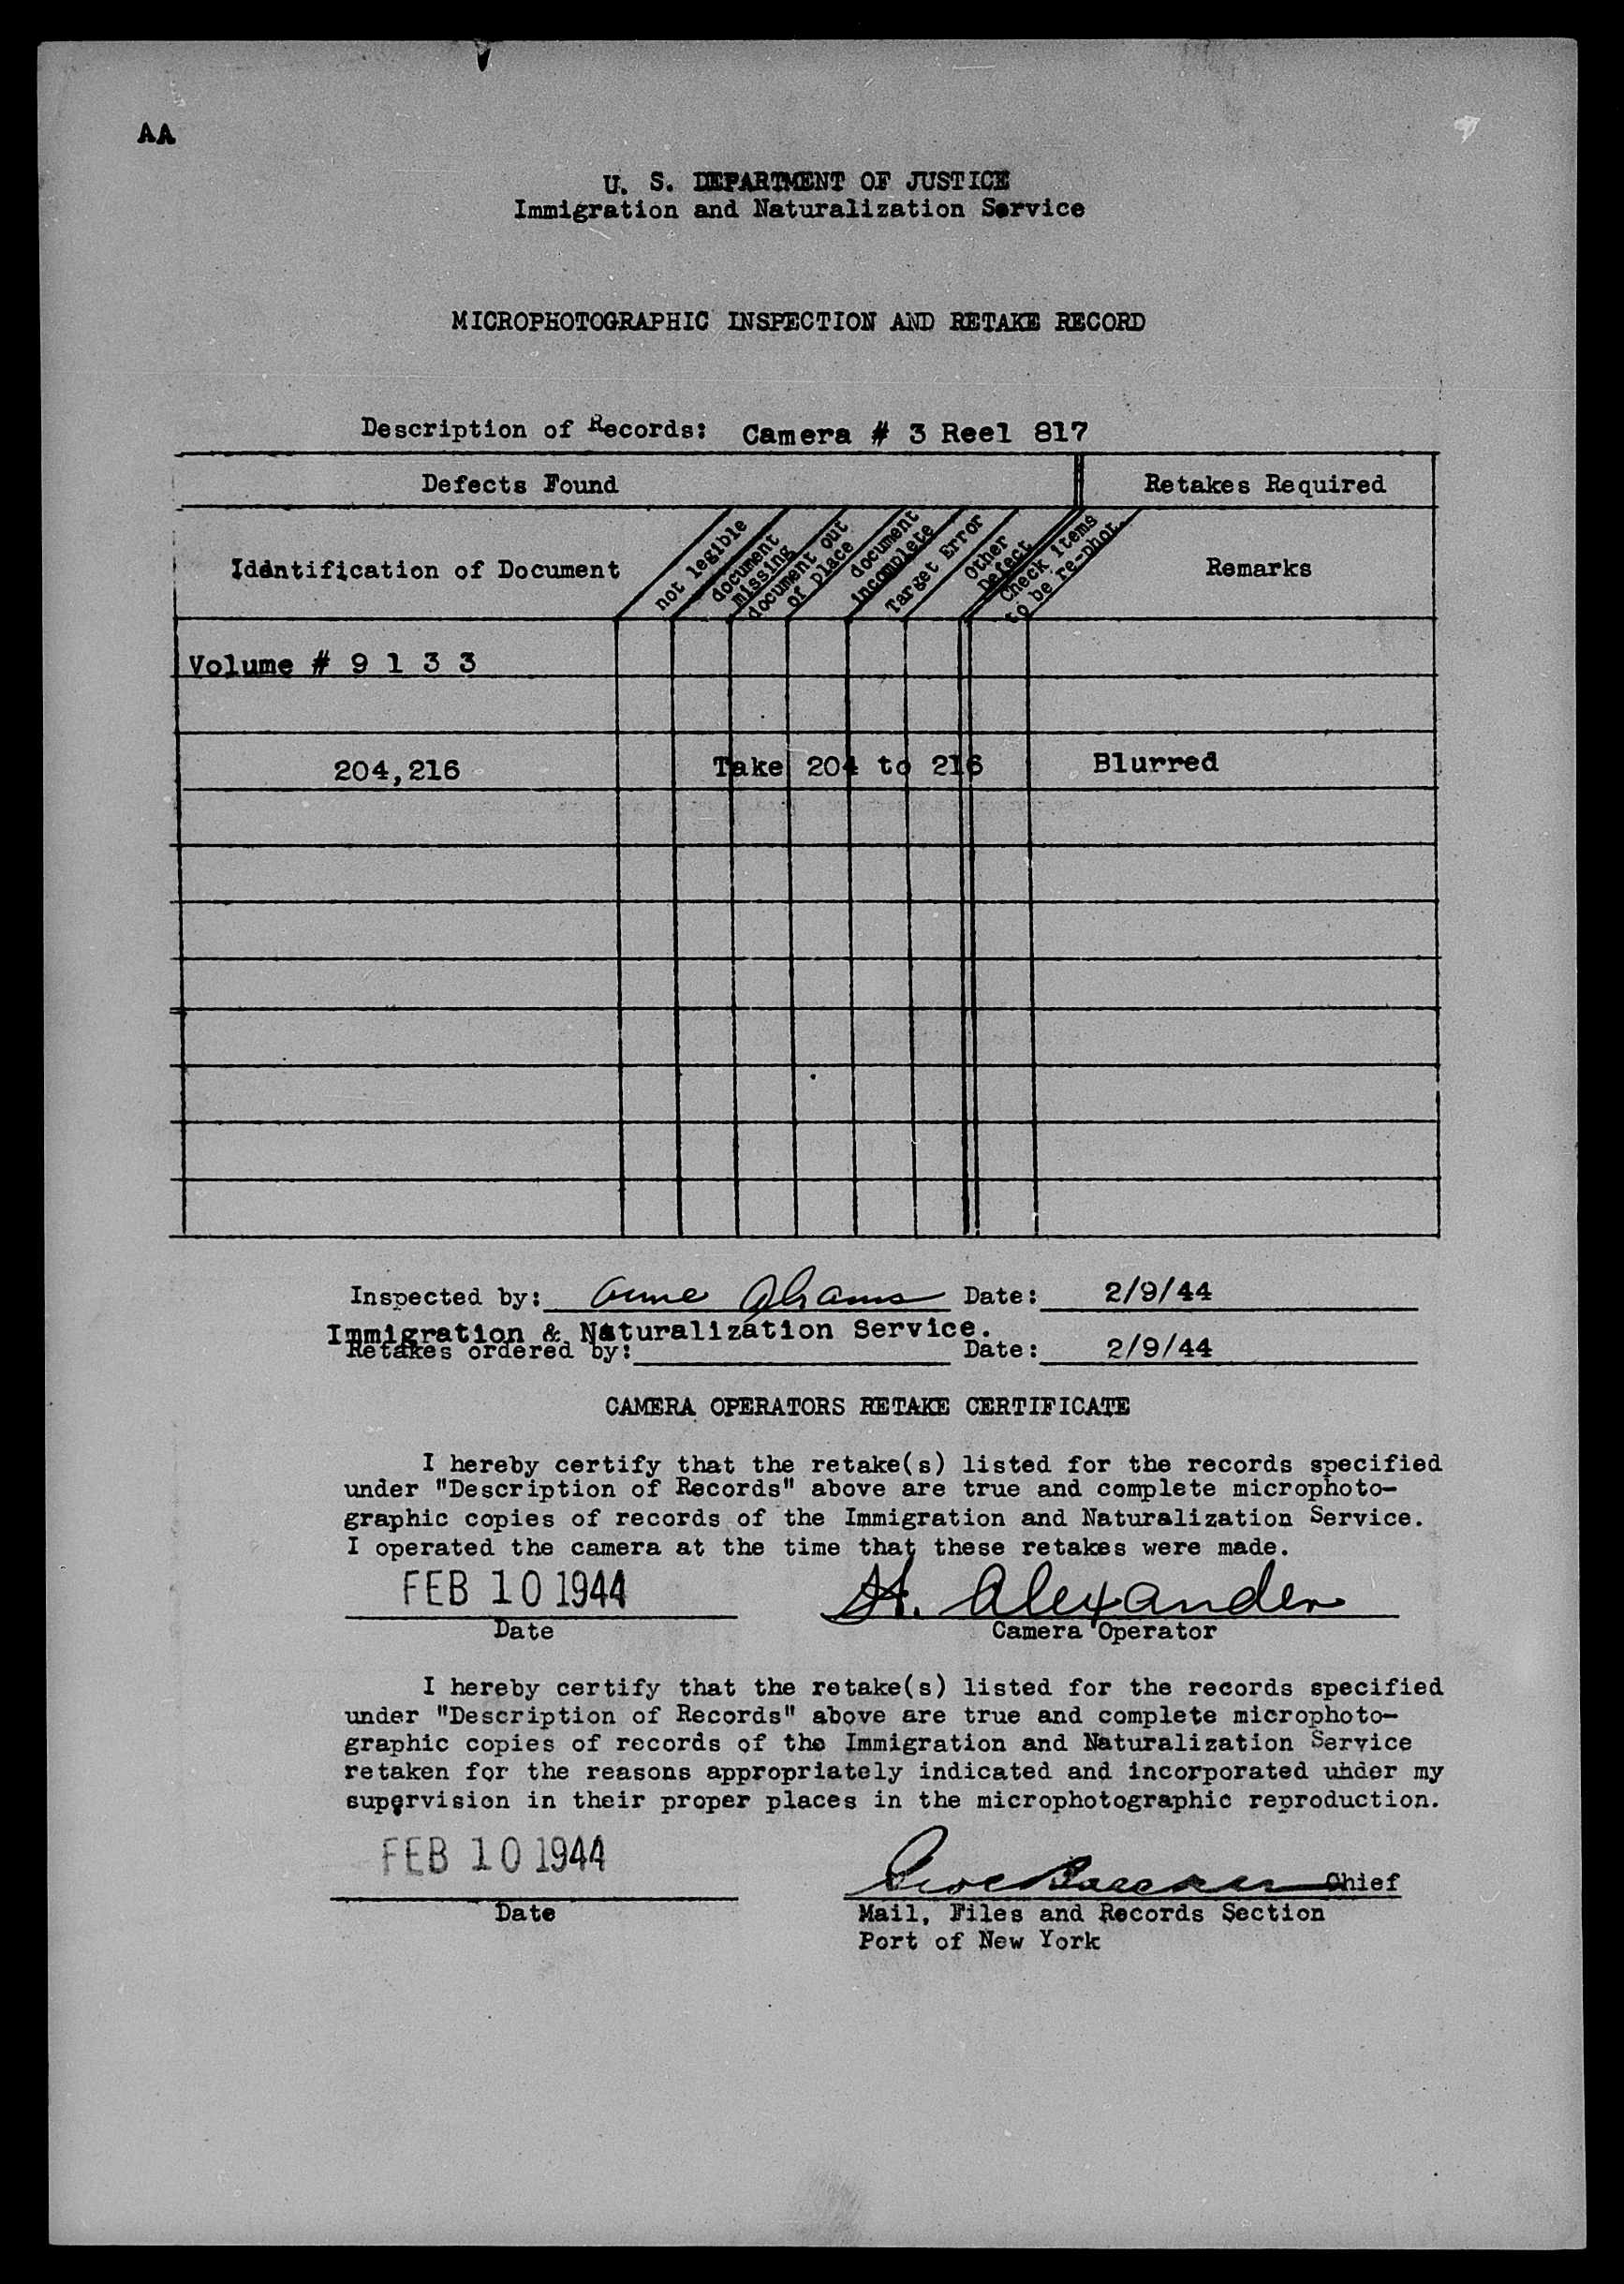 AA
U. S. DEPARTMENT OF JUSTICE
Immigration and Naturalization Service
MICROPHOTOGRAPHIC INSPECTION AND RETAKE RECORD
Description of Records: Camera # 3 Reel 817
Defects Found
Retakes Required
Identification of Document
not legible
document
missing
document out
of place
document
incomplete
Target Error
Other
Defect
Check items
to be re-phot.
Remarks
Volume # 9 1 3 3
204,216 Take 204 to 216 Blurred
Inspected by: Anne Abrams Date: 2/9/44
Immigration & Naturalization Service.
Retakes ordered by: Date: 2/9/44
CAMERA OPERATORS RETAKE CERTIFICATE
I hereby certify that the retake(s) listed for the records specified
under "Description of Records" above are true and complete microphoto-
graphic copies of records of the Immigration and Naturalization Service.
I operated the camera at the time that these retakes were made.
FEB 10 1944 H. Alexander
Date Camera Operator
I hereby certify that the retake(s) listed for the records specified
under "Description of Records" above are true and complete microphoto-
graphic copies of records of the Immigration and Naturalization Service
retaken for the reasons appropriately indicated and incorporated under my
supervision in their proper places in the microphotographic reproduction.
FEB 10 1944 Chief
Date Mail, Files and Records Section
Port of New York